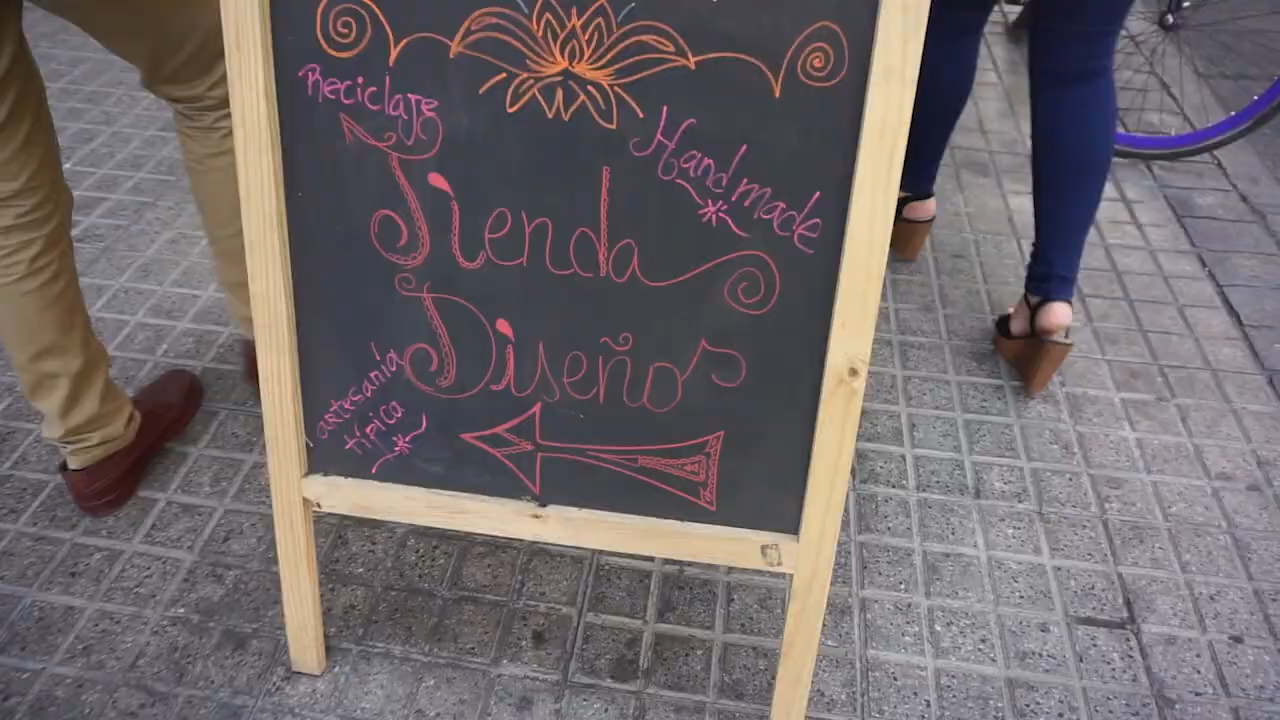 Reciclaje
Handmade
Tienda
Diseños
artesanía
típica